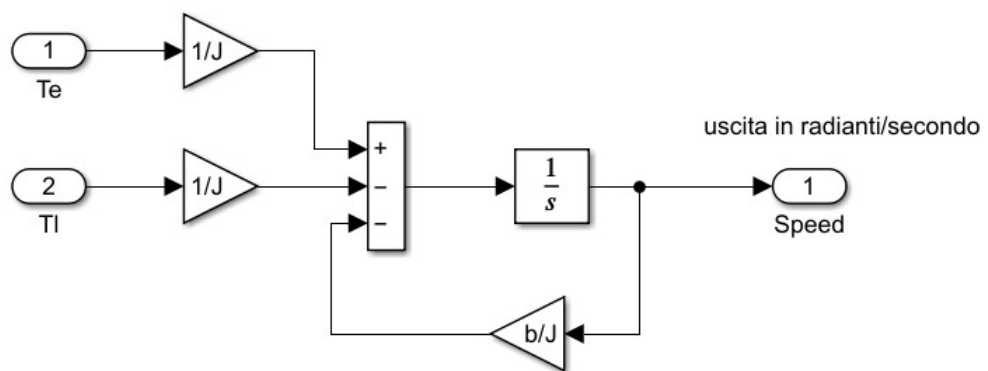 1
1/J
Te
+
uscita in radianti/secondo
2
1/J
−
1
s
1
Tl
−
Speed
b/J